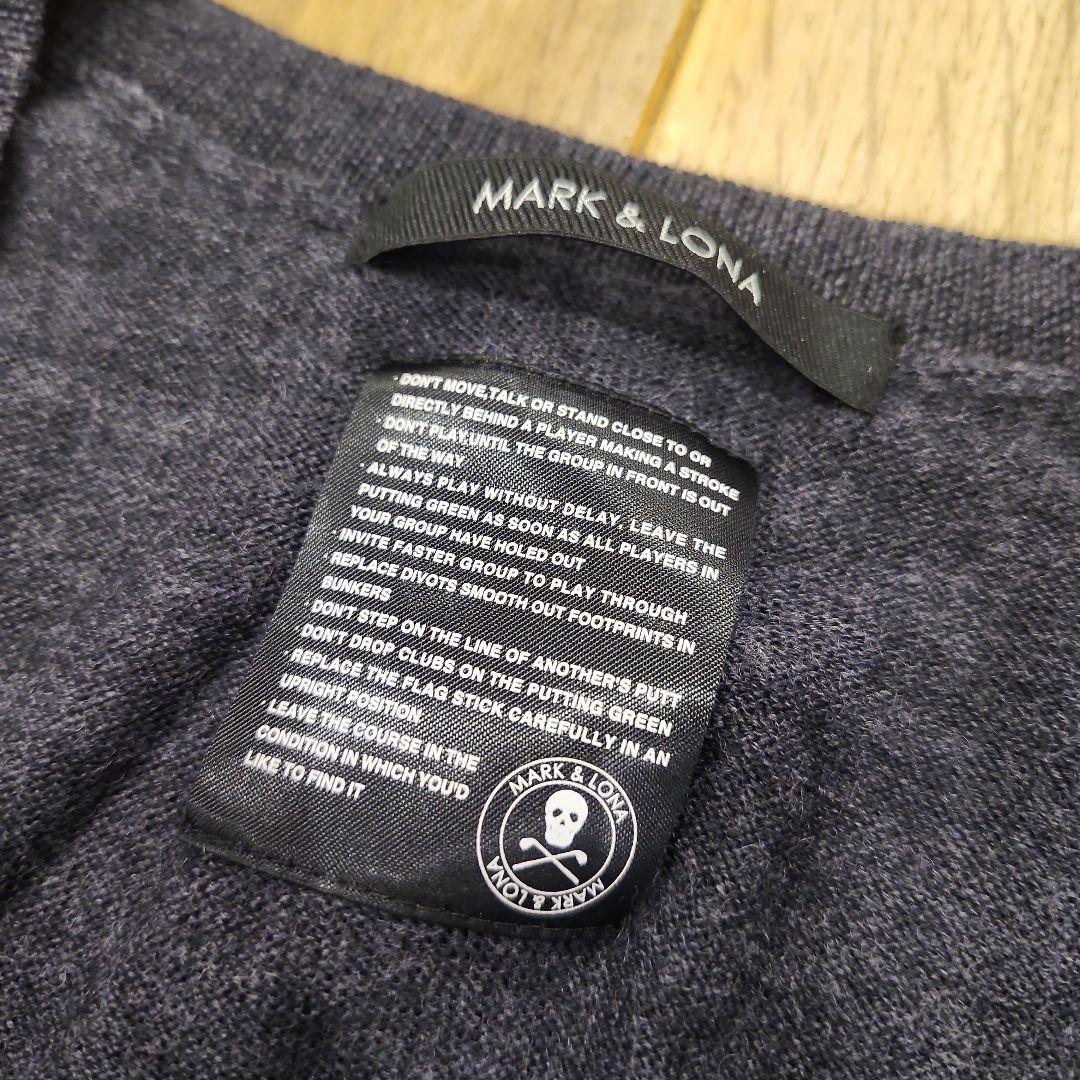 MARK & LONA
· DON'T MOVE,TALK OR STAND CLOSE TO OR
DIRECTLY BEHIND A PLAYER MAKING A STROKE
· DON'T PLAY,UNTIL THE GROUP IN FRONT IS OUT
OF THE WAY
· ALWAYS PLAY WITHOUT DELAY, LEAVE THE
PUTTING GREEN AS SOON AS ALL PLAYERS IN
YOUR GROUP HAVE HOLED OUT
INVITE FASTER GROUP TO PLAY THROUGH
· REPLACE DIVOTS SMOOTH OUT FOOTPRINTS IN
BUNKERS
· DON'T STEP ON THE LINE OF ANOTHER'S PUTT
· DON'T DROP CLUBS ON THE PUTTING GREEN
· REPLACE THE FLAG STICK CAREFULLY IN AN
UPRIGHT POSITION
LEAVE THE COURSE IN THE
CONDITION IN WHICH YOU'D
LIKE TO FIND IT
MARK & LONA
MARK & LONA